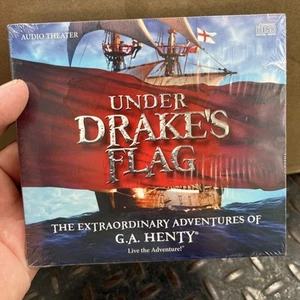 AUDIO THEATER
UNDER
DRAKE'S
FLAG
THE EXTRAORDINARY ADVENTURES OF
G.A. HENTY®
Live the Adventure!®